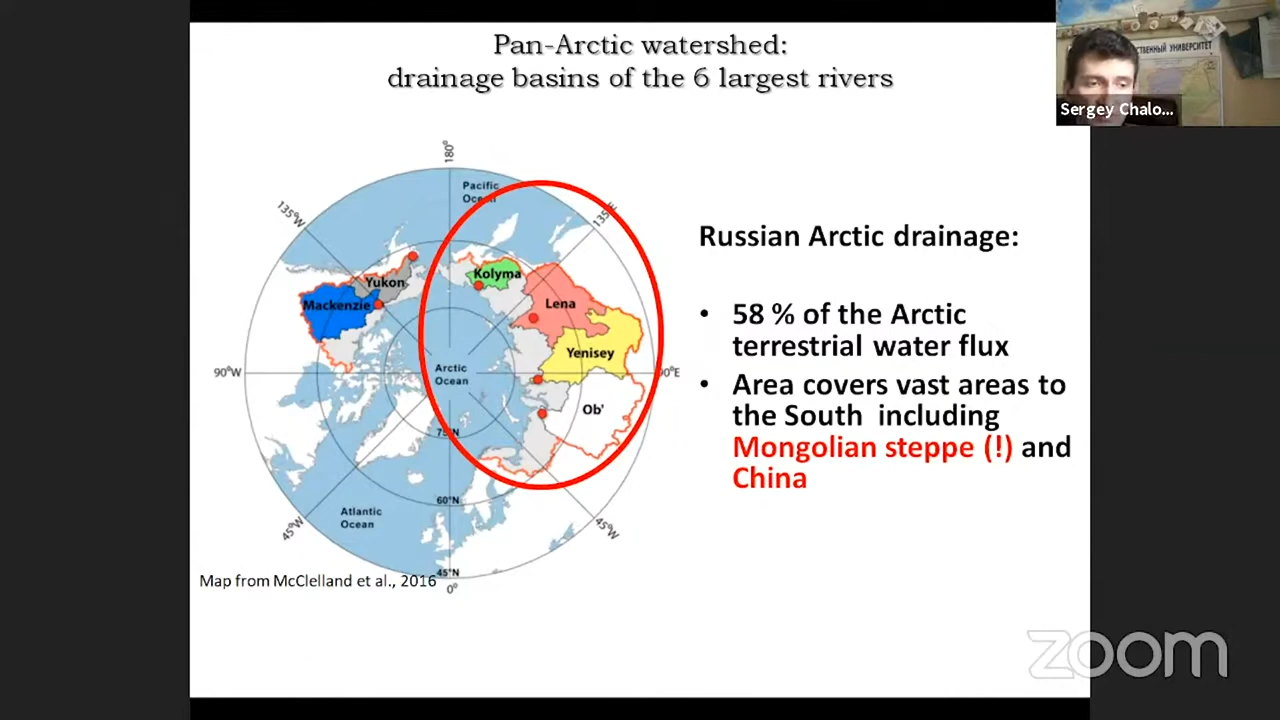 Pan-Arctic watershed:
drainage basins of the 6 largest rivers
СТВЕННЫЙ УНИВЕРСИТЕТ
Sergey Chalo...
180°
Pacific
Ocean
135°W
135°E
Kolyma
Yukon
Mackenzie
Lena
Yenisey
90°W
Arctic
Ocean
90°E
Ob'
75°N
60°N
Atlantic
Ocean
45°W
45°W
45°N
0°
Map from McClelland et al., 2016
Russian Arctic drainage:
• 58 % of the Arctic
terrestrial water flux
• Area covers vast areas to
the South including
Mongolian steppe (!) and
China
zoom